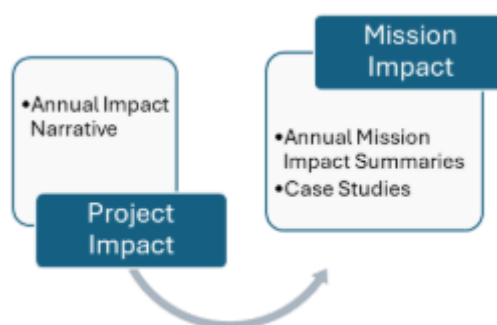 •Annual Impact
Narrative
Project
Impact
Mission
Impact
•Annual Mission
Impact Summaries
•Case Studies